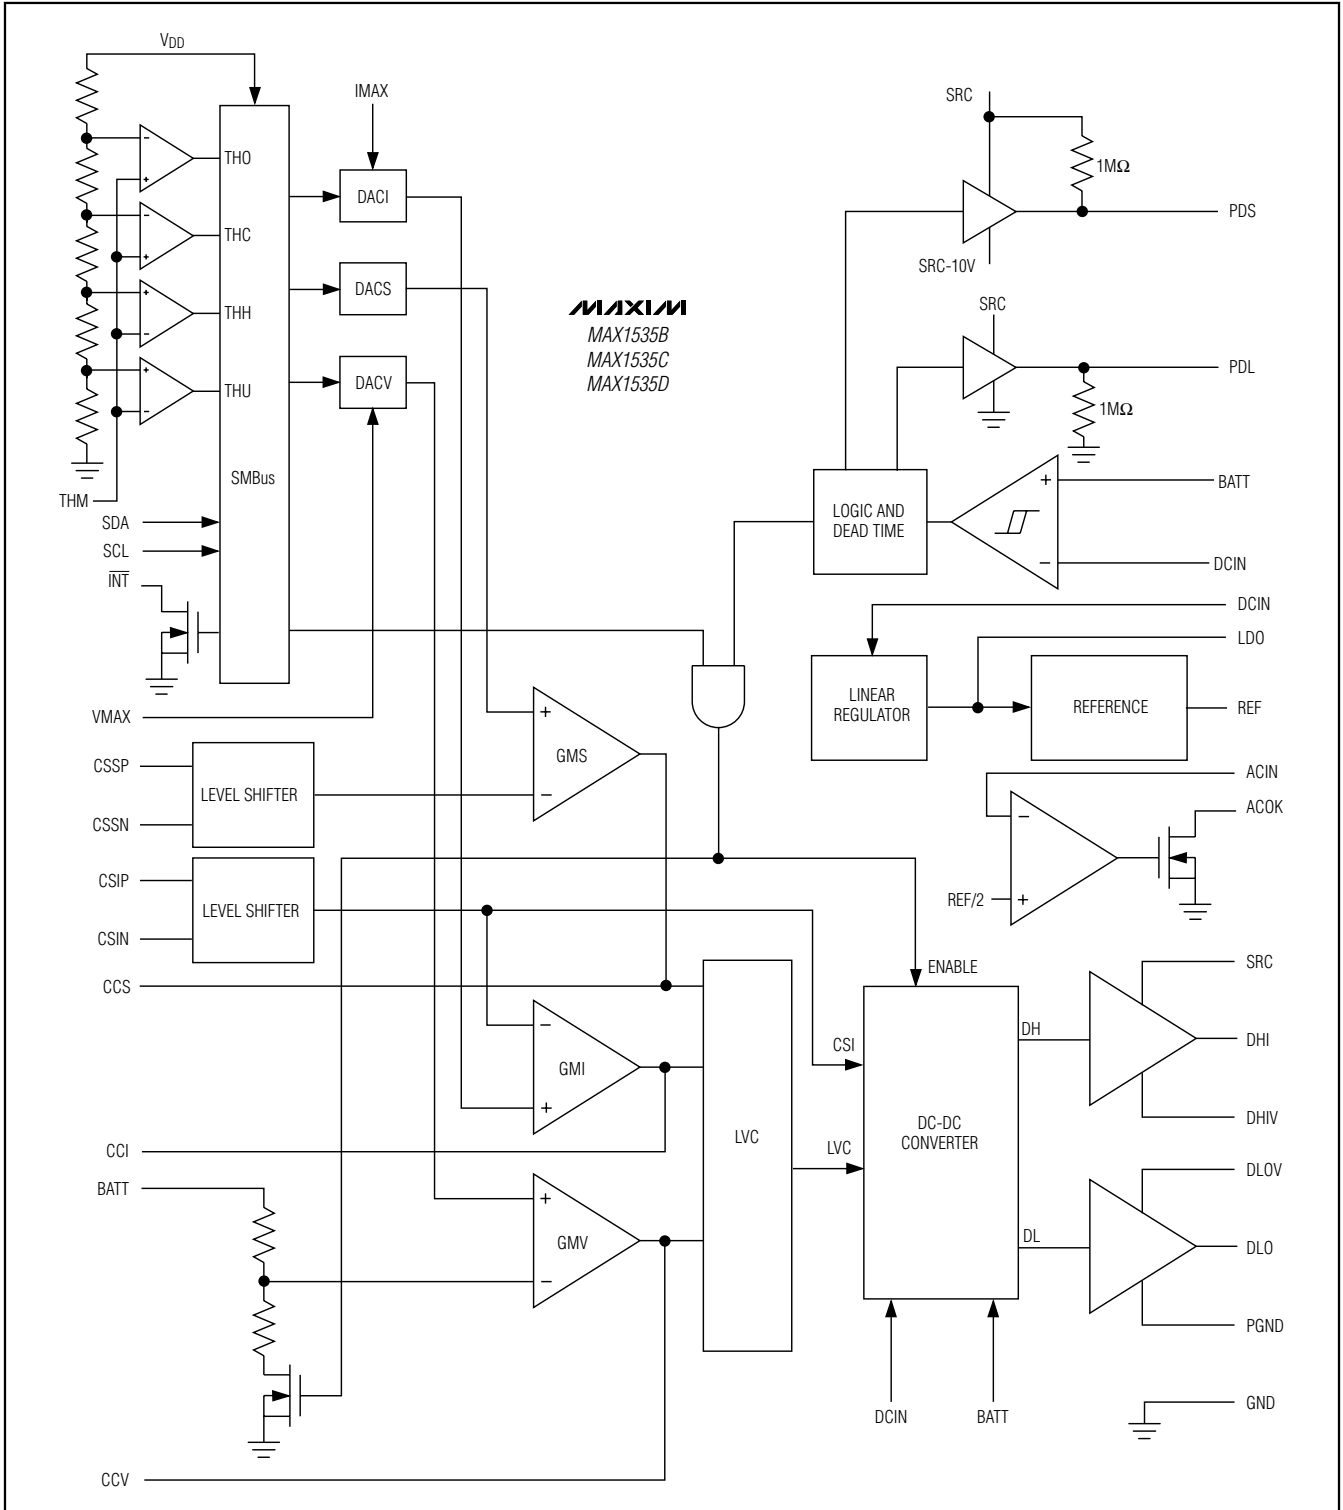 VDD
IMAX
SRC
THO
THC
THH
THU
DACI
DACS
DACV
1MΩ
PDS
SRC-10V
MAXIM
MAX1535B
MAX1535C
MAX1535D
SRC
PDL
1MΩ
SMBus
THM
SDA
SCL
INT
LOGIC AND
DEAD TIME
+
−
BATT
DCIN
DCIN
LDO
LINEAR
REGULATOR
REFERENCE
REF
VMAX
CSSP
LEVEL SHIFTER
CSSN
+
GMS
−
ACIN
ACOK
−
REF/2
+
CSIP
LEVEL SHIFTER
CSIN
CCS
ENABLE
SRC
−
GMI
+
CSI
DH
DHI
DC-DC
CONVERTER
LVC
LVC
DHIV
CCI
BATT
+
GMV
−
DLOV
DL
DLO
PGND
DCIN
BATT
GND
CCV